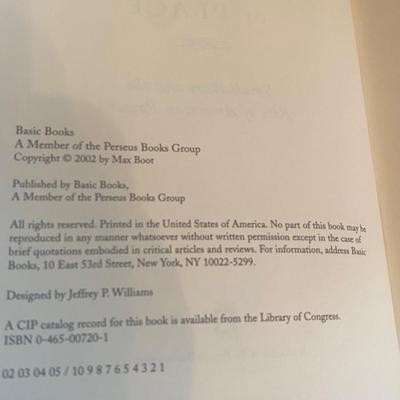 Basic Books
A Member of the Perseus Books Group
Copyright © 2002 by Max Boot
Published by Basic Books,
A Member of the Perseus Books Group
All rights reserved. Printed in the United States of America. No part of this book may be
reproduced in any manner whatsoever without written permission except in the case of
brief quotations embodied in critical articles and reviews. For information, address Basic
Books, 10 East 53rd Street, New York, NY 10022-5299.
Designed by Jeffrey P. Williams
A CIP catalog record for this book is available from the Library of Congress.
ISBN 0-465-00720-1
02 03 04 05 / 10 9 8 7 6 5 4 3 2 1